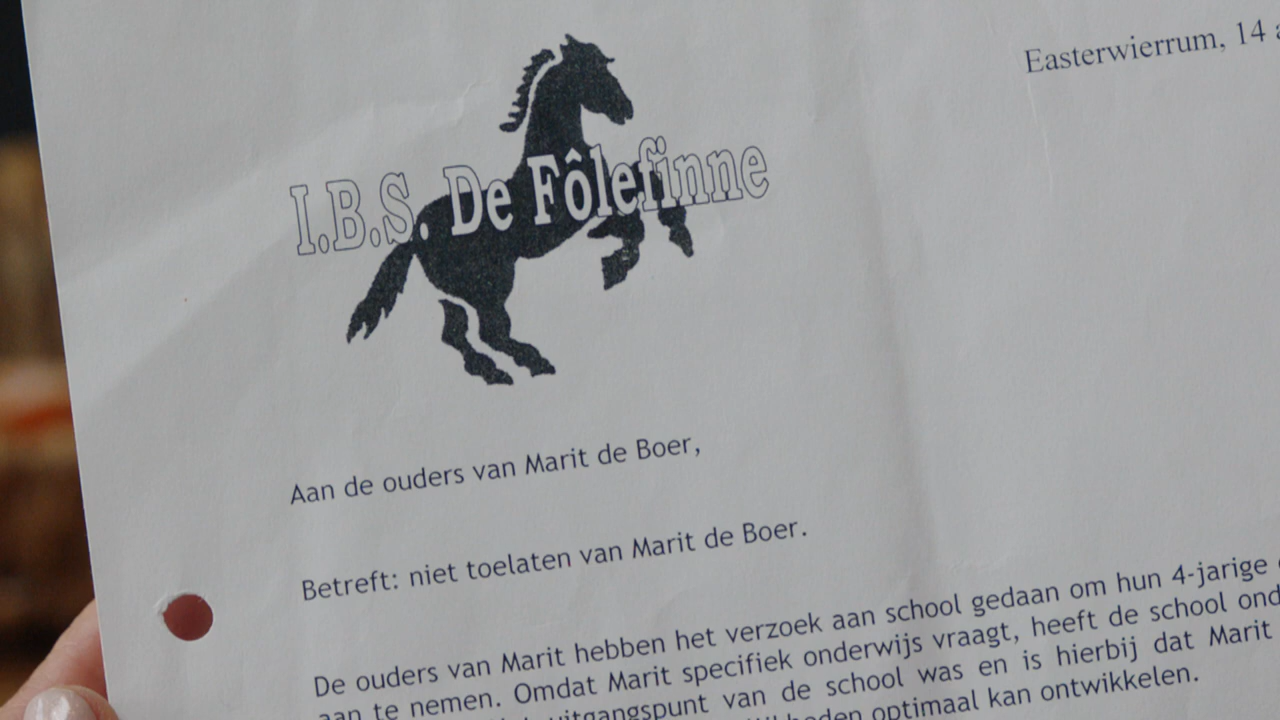 Easterwierrum, 14
I.B.S. De Fôlefinne
Aan de ouders van Marit de Boer,
Betreft: niet toelaten van Marit de Boer.
De ouders van Marit hebben het verzoek aan school gedaan om hun 4-jarige
aan te nemen. Omdat Marit specifiek onderwijs vraagt, heeft de school
uitgangspunt van de school was en is hierbij dat Marit
optimaal kan ontwikkelen.